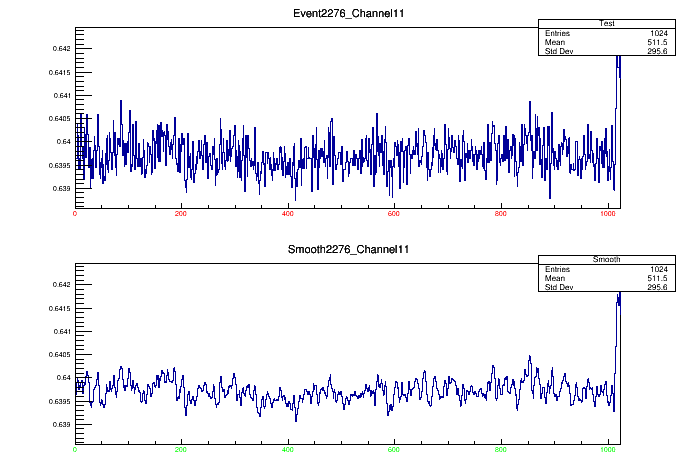 Event2276_Channel11
Test
Entries 1024
Mean 511.5
Std Dev 295.6
0.642
0.6415
0.641
0.6405
0.64
0.6395
0.639
0 200 400 600 800 1000
Smooth2276_Channel11
Smooth
Entries 1024
Mean 511.5
Std Dev 295.6
0.642
0.6415
0.641
0.6405
0.64
0.6395
0.639
0 200 400 600 800 1000